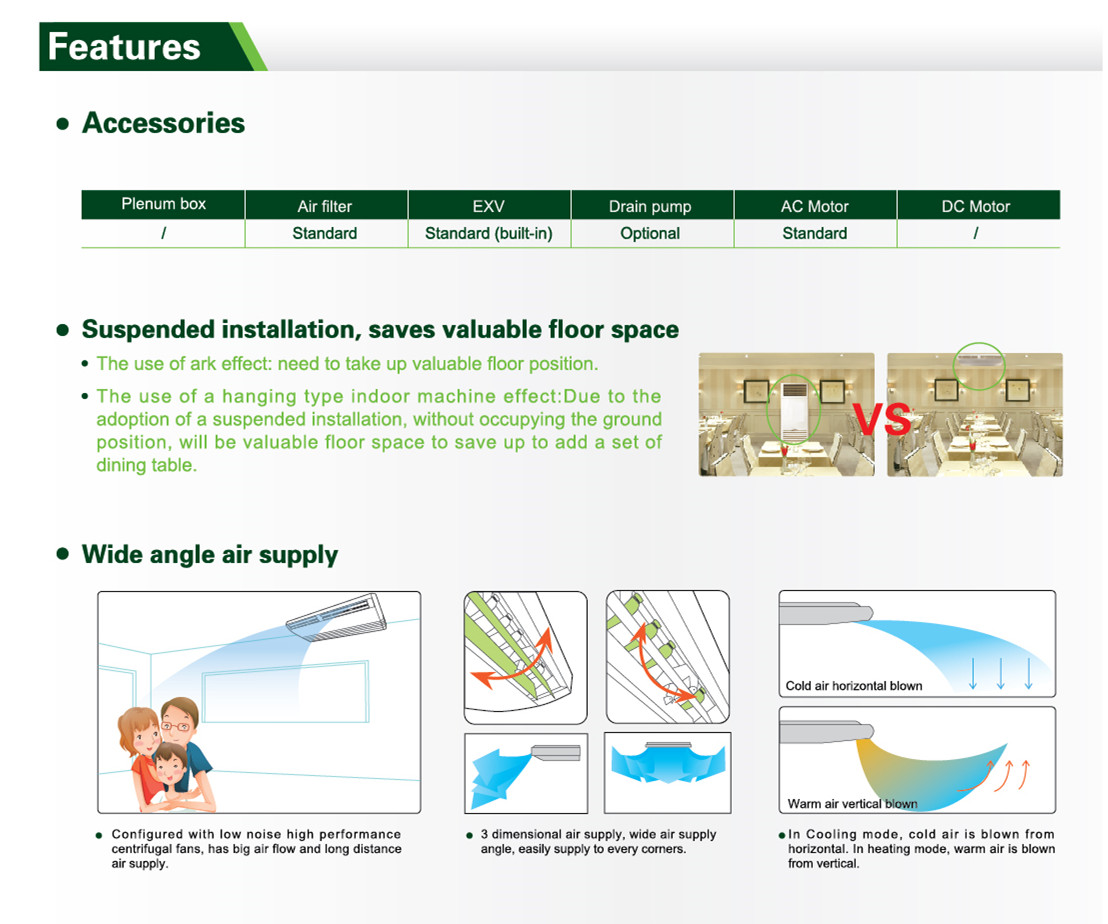 Features
Accessories
Plenum box Air filter EXV Drain pump AC Motor DC Motor
/ Standard Standard (built-in) Optional Standard /
Suspended installation, saves valuable floor space
The use of ark effect: need to take up valuable floor position.
The use of a hanging type indoor machine effect:Due to the
adoption of a suspended installation, without occupying the ground
position, will be valuable floor space to save up to add a set of
dining table.
VS
Wide angle air supply
Cold air horizontal blown
Warm air vertical blown
Configured with low noise high performance
centrifugal fans, has big air flow and long distance
air supply.
3 dimensional air supply, wide air supply
angle, easily supply to every corners.
In Cooling mode, cold air is blown from
horizontal. In heating mode, warm air is blown
from vertical.